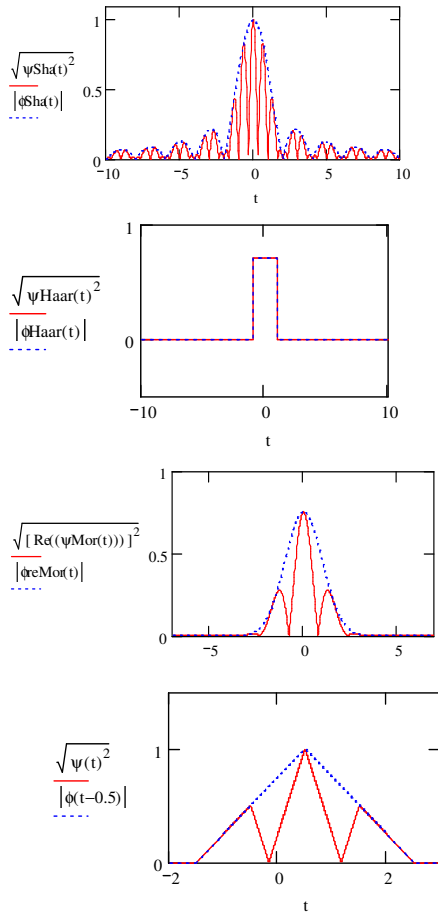 1
√ψSha(t)²
|ϕSha(t)|
0.5
0
−10 −5 0 5 10
t
1
√ψHaar(t)²
|ϕHaar(t)|
0
−10 0 10
t
1
√[ Re((ψMor(t))) ]²
|ϕreMor(t)|
0.5
0
−5 0 5
1
√ψ(t)²
|ϕ(t−0.5)|
0
−2 0 2
t